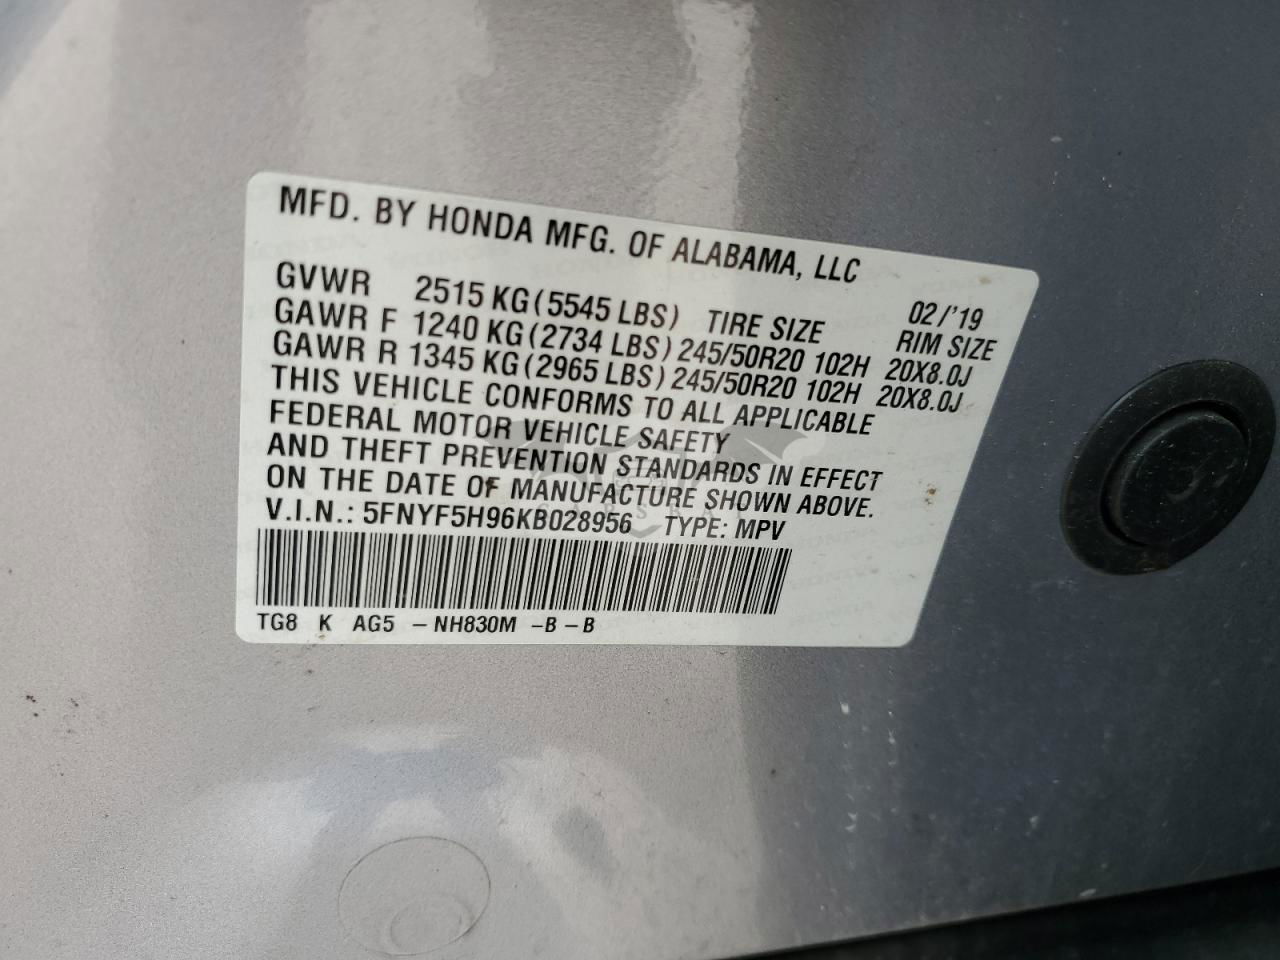 MFD. BY HONDA MFG. OF ALABAMA, LLC
02/'19
GVWR 2515 KG (5545 LBS) TIRE SIZE RIM SIZE
GAWR F 1240 KG (2734 LBS) 245/50R20 102H 20X8.0J
GAWR R 1345 KG (2965 LBS) 245/50R20 102H 20X8.0J
THIS VEHICLE CONFORMS TO ALL APPLICABLE
FEDERAL MOTOR VEHICLE SAFETY
AND THEFT PREVENTION STANDARDS IN EFFECT
ON THE DATE OF MANUFACTURE SHOWN ABOVE.
V.I.N.: 5FNYF5H96KB028956 TYPE: MPV
TG8 K AG5 -NH830M -B-B